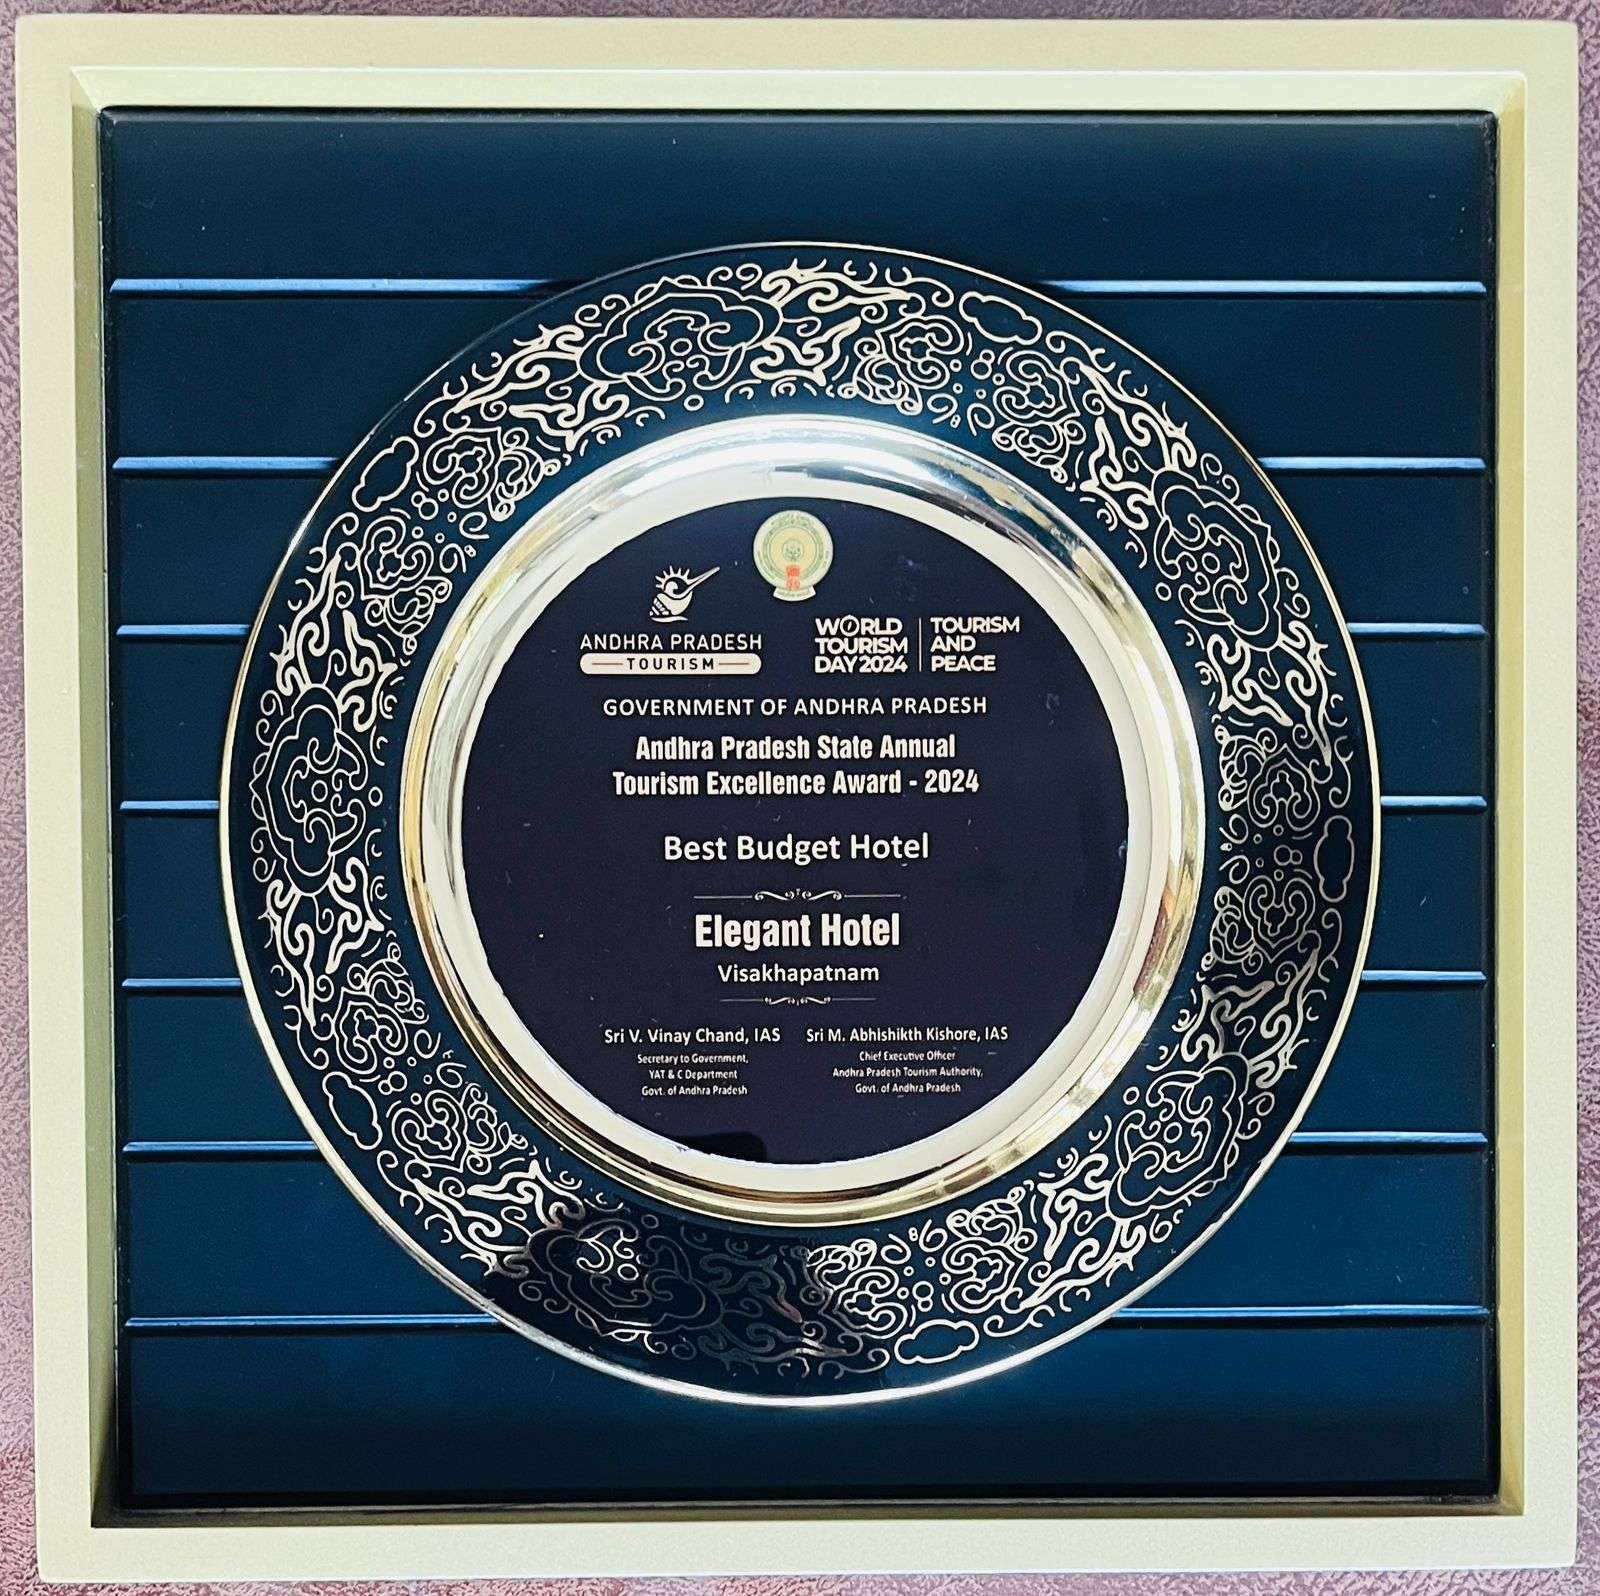 ANDHRA PRADESH
TOURISM
WORLD
TOURISM
DAY 2024
TOURISM
AND
PEACE
GOVERNMENT OF ANDHRA PRADESH
Andhra Pradesh State Annual
Tourism Excellence Award - 2024
Best Budget Hotel
Elegant Hotel
Visakhapatnam
Sri V. Vinay Chand, IAS
Secretary to Government,
YAT & C Department
Govt. of Andhra Pradesh
Sri M. Abhishikth Kishore, IAS
Chief Executive Officer
Andhra Pradesh Tourism Authority,
Govt. of Andhra Pradesh